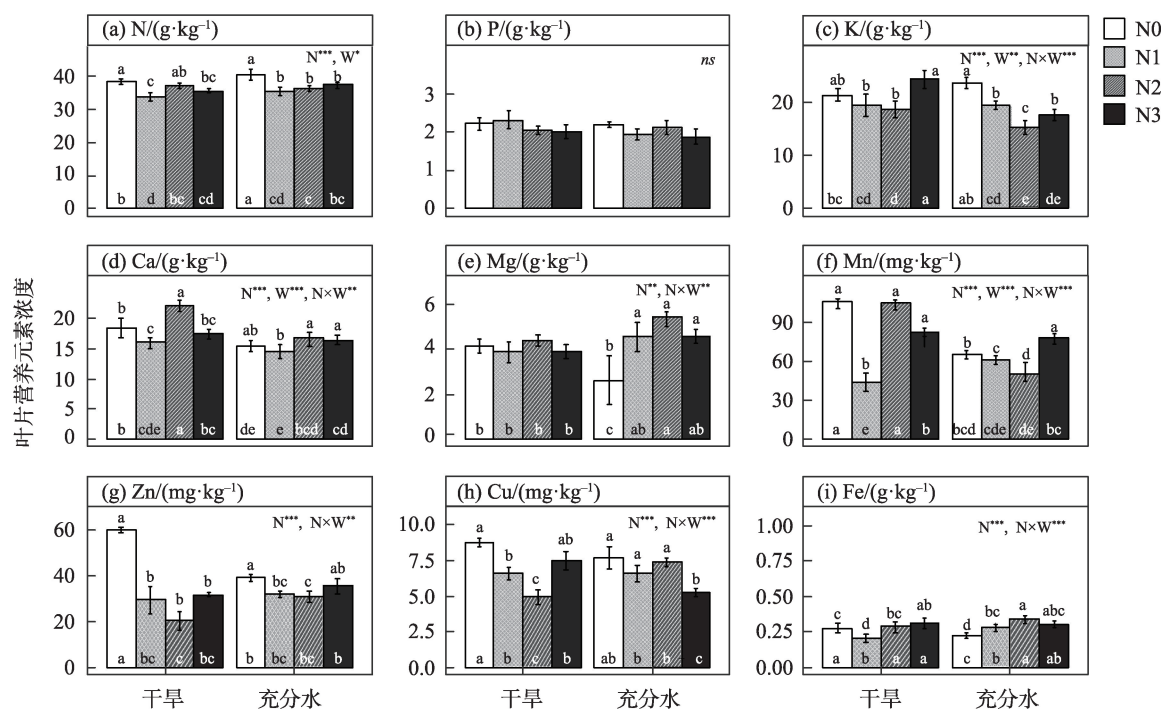 (a) N/(g·kg⁻¹)
N***, W*
40
30
20
10
0
a c ab bc a b b b
b d bc cd a cd c bc
(b) P/(g·kg⁻¹)
ns
3
2
1
0
(c) K/(g·kg⁻¹)
N***, W**, N×W***
20
10
0
ab b b a a b c b
bc cd d a ab cd e de
N0
N1
N2
N3
叶片营养元素浓度
(d) Ca/(g·kg⁻¹)
N***, W***, N×W**
20
15
10
5
0
b c a bc ab b a a
b cde a bc de e bcd cd
(e) Mg/(g·kg⁻¹)
N**, N×W**
6
4
2
0
b a a a
b b b b c ab a ab
(f) Mn/(mg·kg⁻¹)
N***, W***, N×W***
90
60
30
0
a b a a b c d a
a e a b bcd cde de bc
(g) Zn/(mg·kg⁻¹)
N***, N×W**
60
40
20
0
a b b b a bc c ab
a bc c bc b bc bc b
干旱 充分水
(h) Cu/(mg·kg⁻¹)
N***, N×W***
10.0
7.5
5.0
2.5
0.0
a b c ab a a a b
a b c b ab b b c
干旱 充分水
(i) Fe/(g·kg⁻¹)
N***, N×W***
1.00
0.75
0.50
0.25
0.00
c d bc ab d bc a abc
a b a a c b a ab
干旱 充分水